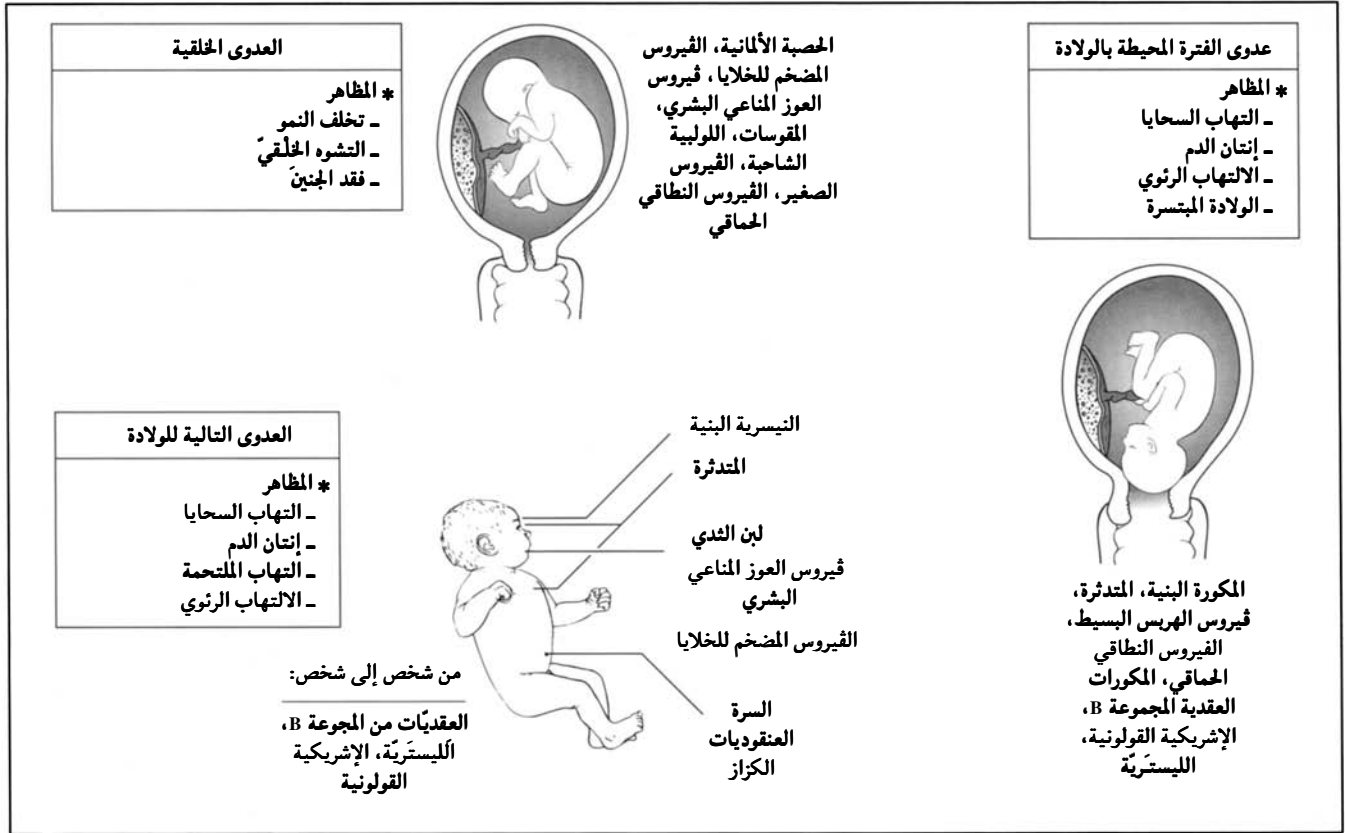 عدوى الفترة المحيطة بالولادة
* المظاهر
ـ التهاب السحايا
ـ إنتان الدم
ـ الالتهاب الرئوي
ـ الولادة المبتسرة
الحصبة الألمانية، الڤيروس
المضخم للخلايا، ڤيروس
العوز المناعي البشري،
المقوسات، اللولبية
الشاحبة، الڤيروس
الصغير، الڤيروس النطاقي
الحماقي
العدوى الخلقية
* المظاهر
ـ تخلف النمو
ـ التشوه الخَلْقيّ
ـ فقد الجنينَ
المكورة البنية، المتدثرة،
ڤيروس الهربس البسيط،
الفيروس النطاقي
الحماقي، المكورات
العقدية المجموعة B،
الإشريكية القولونية،
الليستَريّة
النيسرية البنية
المتدثرة
لبن الثدي
ڤيروس العوز المناعي
البشري
الڤيروس المضخم للخلايا
السرة
العنقوديات
الكزاز
العدوى التالية للولادة
* المظاهر
ـ التهاب السحايا
ـ إنتان الدم
ـ التهاب الملتحمة
ـ الالتهاب الرئوي
من شخص إلى شخص:
العقديّات من المجوعة B،
الَليستَريّة، الإشريكية
القولونية